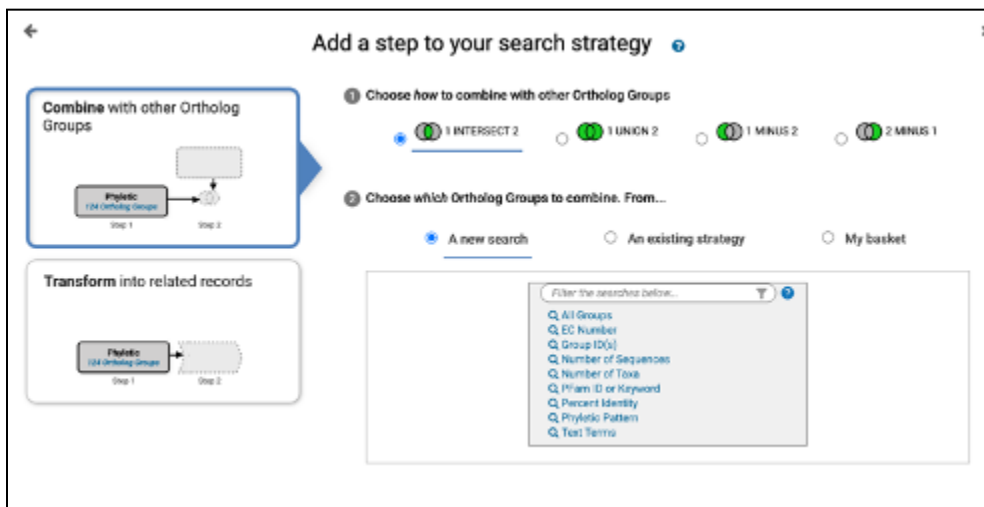 Add a step to your search strategy
Combine with other Ortholog
Groups
Phyletic
124 Ortholog Groups
Step 1
Step 2
Transform into related records
Phyletic
124 Ortholog Groups
Step 1
Step 2
1 Choose how to combine with other Ortholog Groups
1 INTERSECT 2
1 UNION 2
1 MINUS 2
2 MINUS 1
2 Choose which Ortholog Groups to combine. From...
A new search
An existing strategy
My basket
Filter the searches below...
All Groups
EC Number
Group ID(s)
Number of Sequences
Number of Taxa
PFam ID or Keyword
Percent Identity
Phyletic Pattern
Text Terms